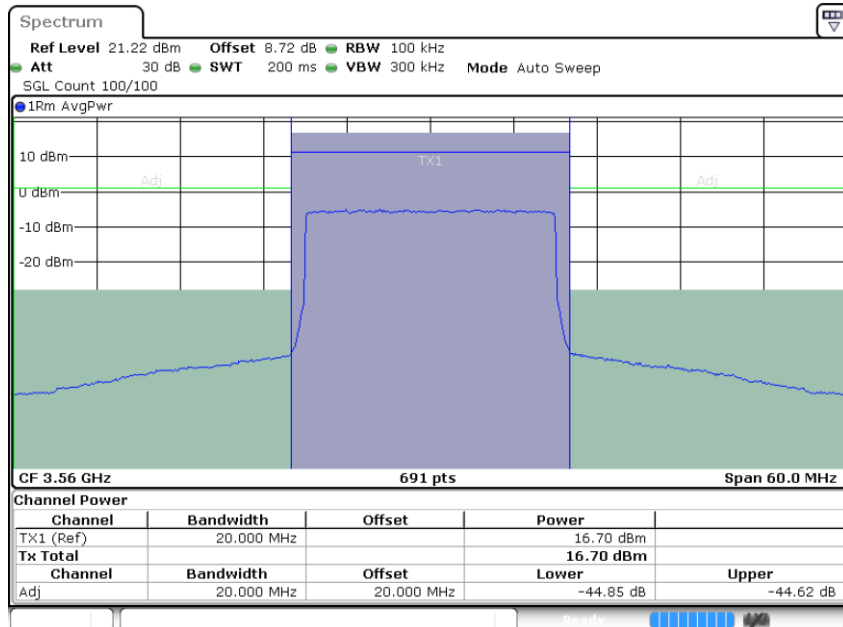 Spectrum
Ref Level 21.22 dBm Offset 8.72 dB RBW 100 kHz
Att 30 dB SWT 200 ms VBW 300 kHz Mode Auto Sweep
SGL Count 100/100
1Rm AvgPwr
10 dBm
TX1
Adj Adj
0 dBm
-10 dBm
-20 dBm
CF 3.56 GHz 691 pts Span 60.0 MHz
Channel Power
Channel Bandwidth Offset Power
TX1 (Ref) 20.000 MHz 16.70 dBm
Tx Total 16.70 dBm
Channel Bandwidth Offset Lower Upper
Adj 20.000 MHz 20.000 MHz -44.85 dB -44.62 dB
Ready